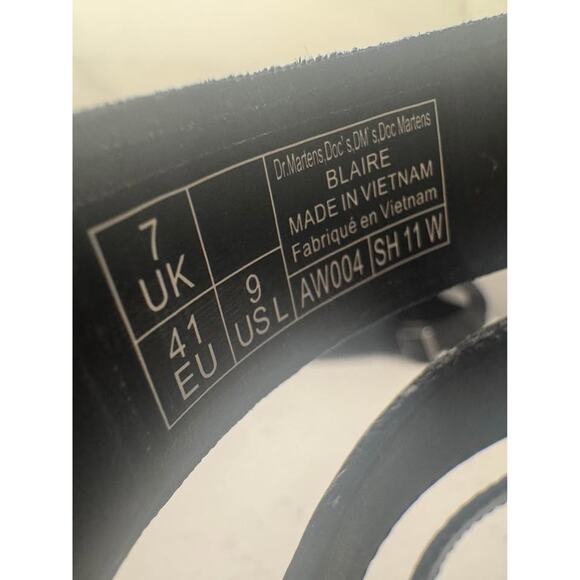 Dr.Martens,Doc's,DM's.Doc Martens
BLAIRE
MADE IN VIETNAM
Fabriqué en Vietnam
7
UK
41
EU
9
US L
AW004
SH 11 W